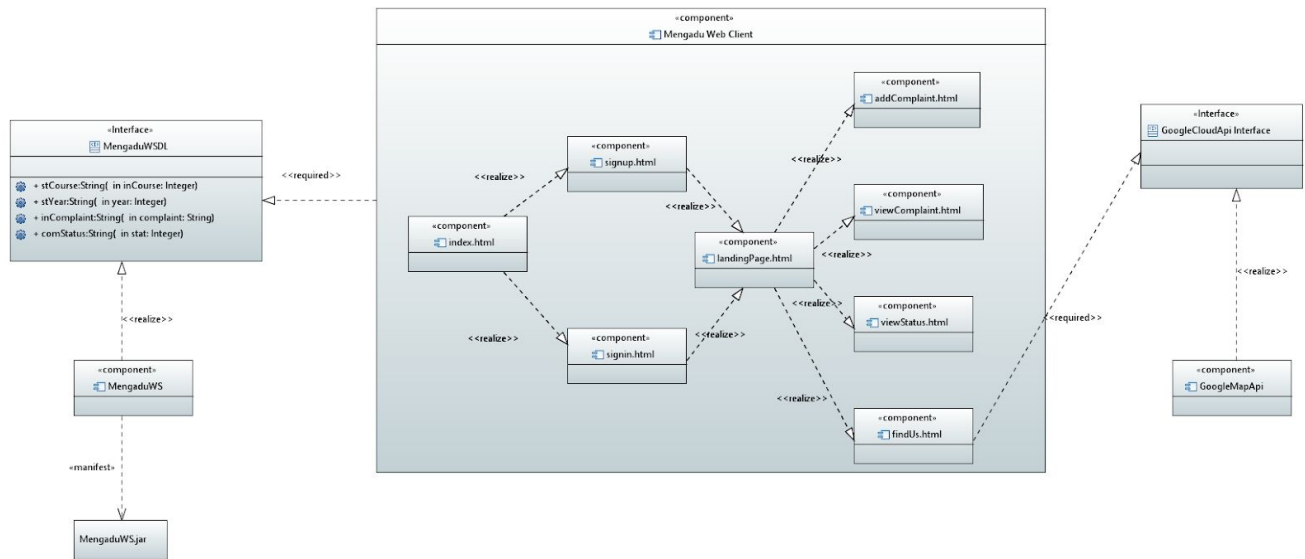 «component»
Mengadu Web Client
«Interface»
MengaduWSDL
+ stCourse:String( in inCourse: Integer)
+ stYear:String( in year: Integer)
+ inComplaint:String( in complaint: String)
+ comStatus:String( in stat: Integer)
<<required>>
<<realize>>
«component»
MengaduWS
«manifest»
MengaduWS.jar
«component»
index.html
<<realize>>
<<realize>>
«component»
signup.html
«component»
signin.html
<<realize>>
<<realize>>
«component»
landingPage.html
<<realize>>
<<realize>>
<<realize>>
<<realize>>
«component»
addComplaint.html
«component»
viewComplaint.html
«component»
viewStatus.html
«component»
findUs.html
<<required>>
«Interface»
GoogleCloudApi Interface
<<realize>>
«component»
GoogleMapApi